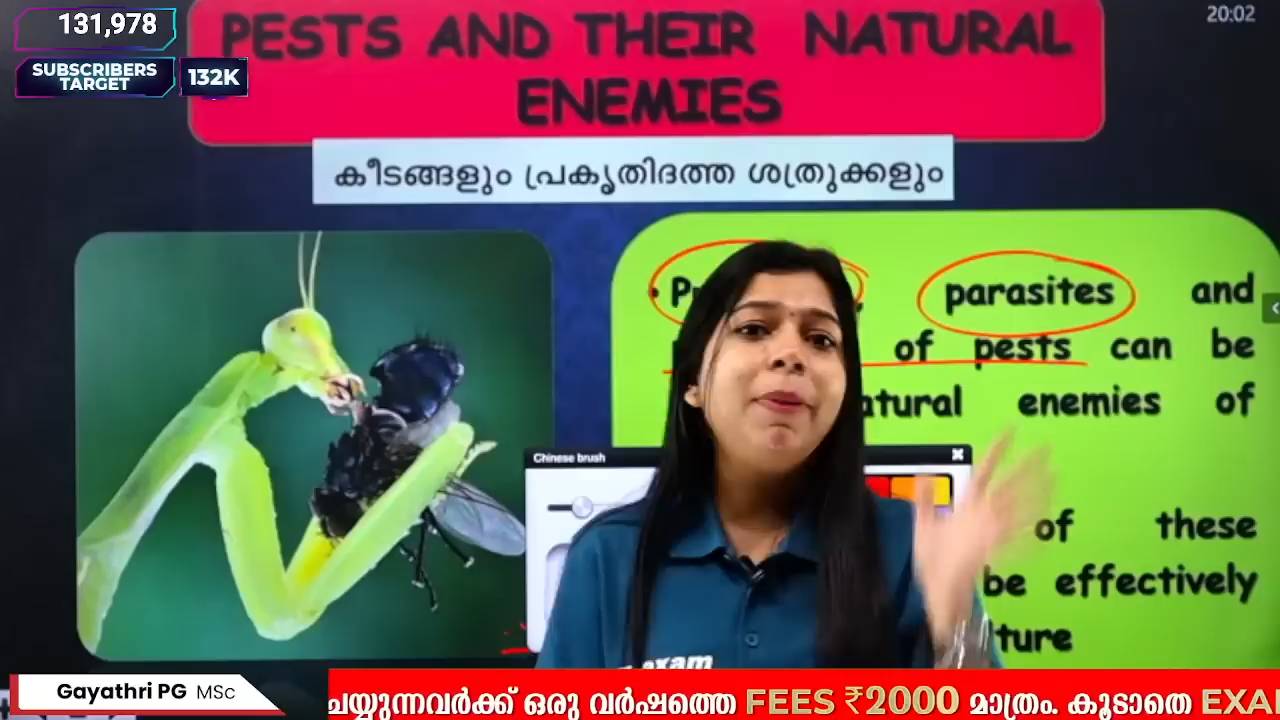 131,978
SUBSCRIBERS
TARGET
132K
20:02
PESTS AND THEIR NATURAL
ENEMIES
കീടങ്ങളും പ്രകൃതിദത്ത ശത്രുക്കളും
parasites and
of pests can be
enemies of
Chinese brush
of these
be effectively
exam
Gayathri PG MSc
ചയ്യുന്നവർക്ക് ഒരു വർഷത്തെ FEES ₹2000 മാത്രം. കൂടാതെ EXA